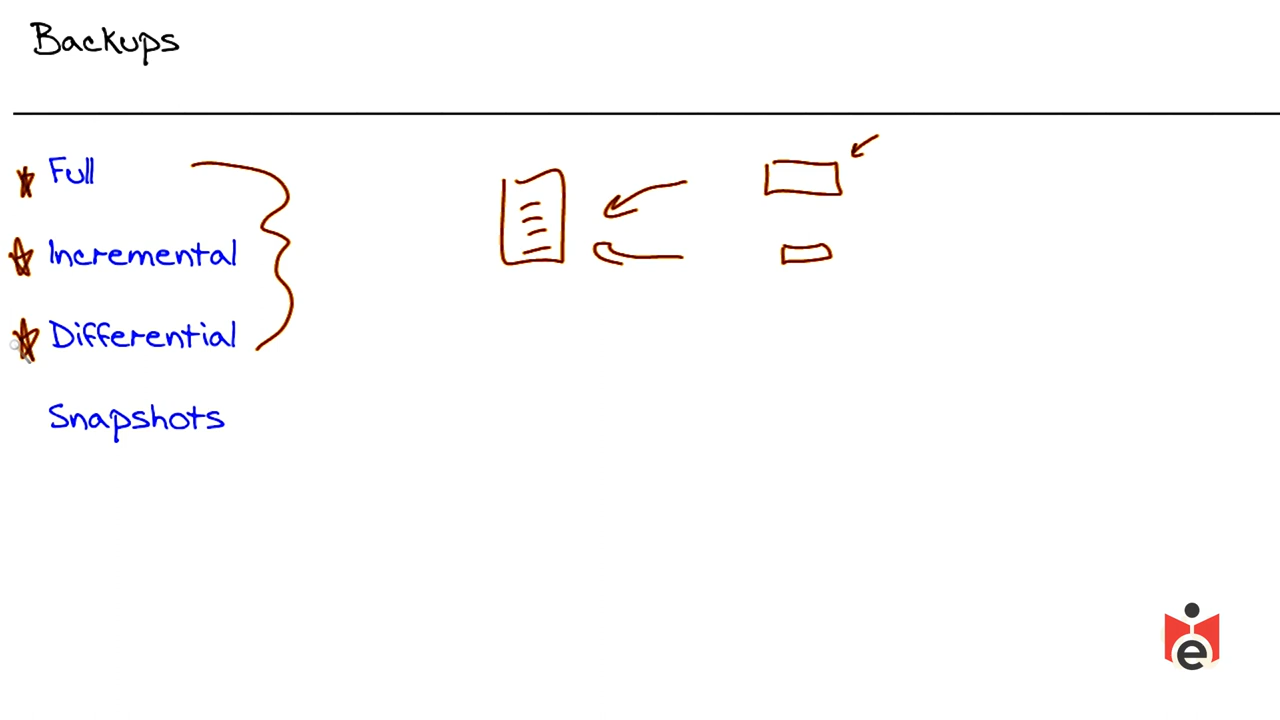 Backups
Full
Incremental
Differential
Snapshots
e